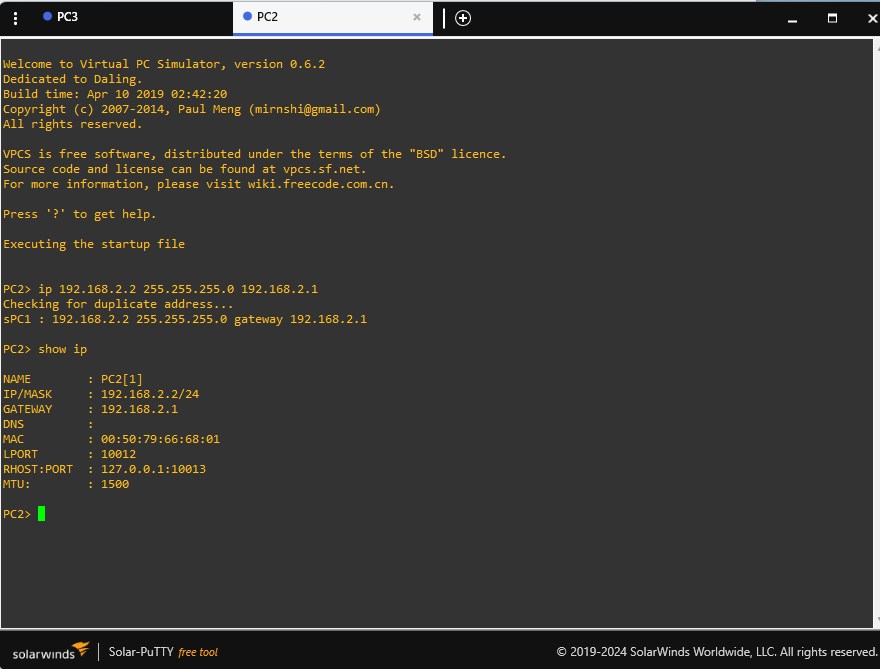 PC3
PC2
Welcome to Virtual PC Simulator, version 0.6.2
Dedicated to Daling.
Build time: Apr 10 2019 02:42:20
Copyright (c) 2007-2014, Paul Meng (mirnshi@gmail.com)
All rights reserved.
VPCS is free software, distributed under the terms of the "BSD" licence.
Source code and license can be found at vpcs.sf.net.
For more information, please visit wiki.freecode.com.cn.
Press '?' to get help.
Executing the startup file
PC2> ip 192.168.2.2 255.255.255.0 192.168.2.1
Checking for duplicate address...
sPC1 : 192.168.2.2 255.255.255.0 gateway 192.168.2.1
PC2> show ip
NAME        : PC2[1]
IP/MASK     : 192.168.2.2/24
GATEWAY     : 192.168.2.1
DNS         :
MAC         : 00:50:79:66:68:01
LPORT       : 10012
RHOST:PORT  : 127.0.0.1:10013
MTU:        : 1500
PC2>
solarwinds Solar-PuTTY free tool © 2019-2024 SolarWinds Worldwide, LLC. All rights reserved.